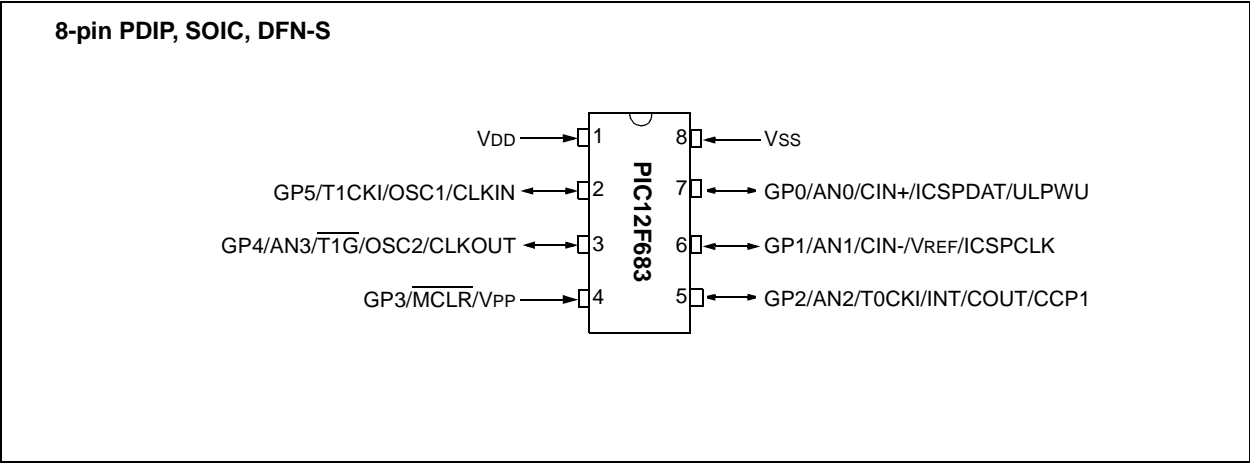 8-pin PDIP, SOIC, DFN-S
VDD 1
GP5/T1CKI/OSC1/CLKIN 2
GP4/AN3/T1G/OSC2/CLKOUT 3
GP3/MCLR/VPP 4
PIC12F683
8 VSS
7 GP0/AN0/CIN+/ICSPDAT/ULPWU
6 GP1/AN1/CIN-/VREF/ICSPCLK
5 GP2/AN2/T0CKI/INT/COUT/CCP1